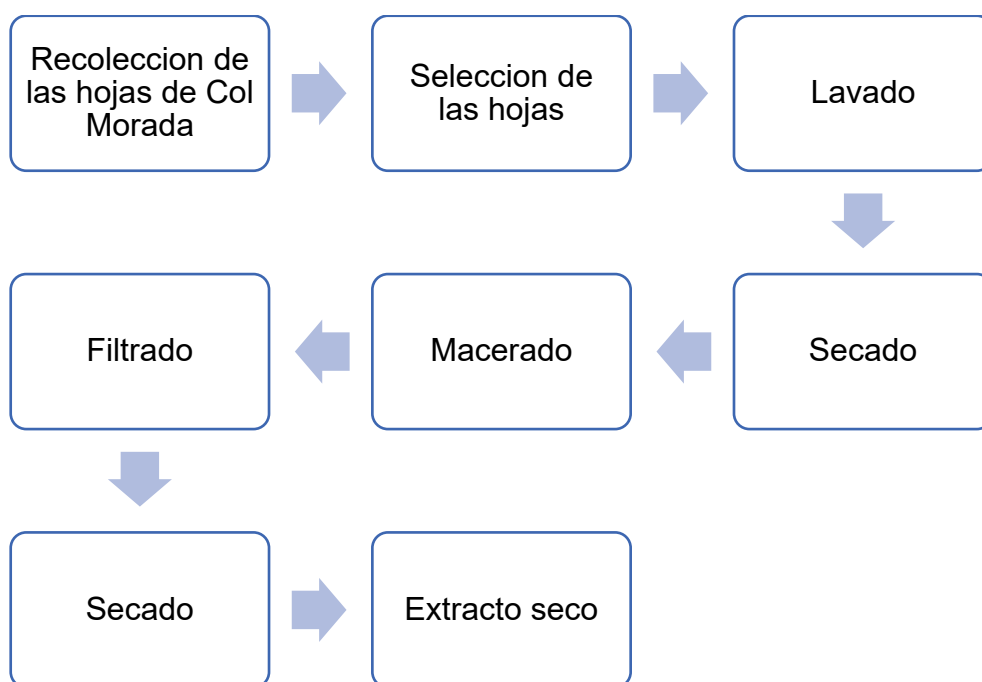 Recoleccion de
las hojas de Col
Morada
Seleccion de
las hojas
Lavado
Secado
Macerado
Filtrado
Secado
Extracto seco